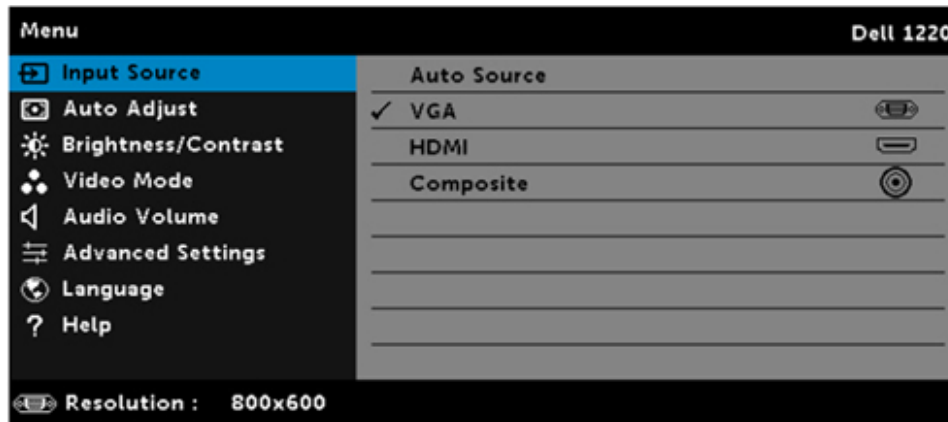 Menu Dell 1220
Input Source
Auto Adjust
Brightness/Contrast
Video Mode
Audio Volume
Advanced Settings
Language
? Help
Auto Source
✓ VGA
HDMI
Composite
Resolution : 800x600